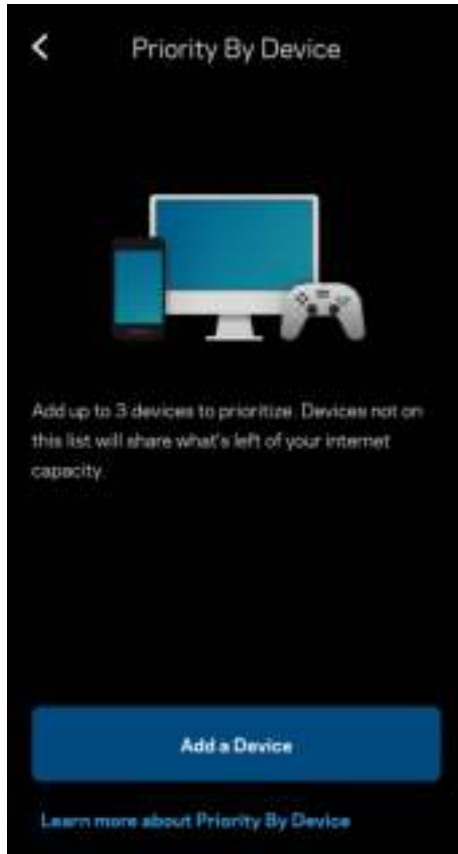 Priority By Device
Add up to 3 devices to prioritize. Devices not on
this list will share what's left of your internet
capacity.
Add a Device
Learn more about Priority By Device